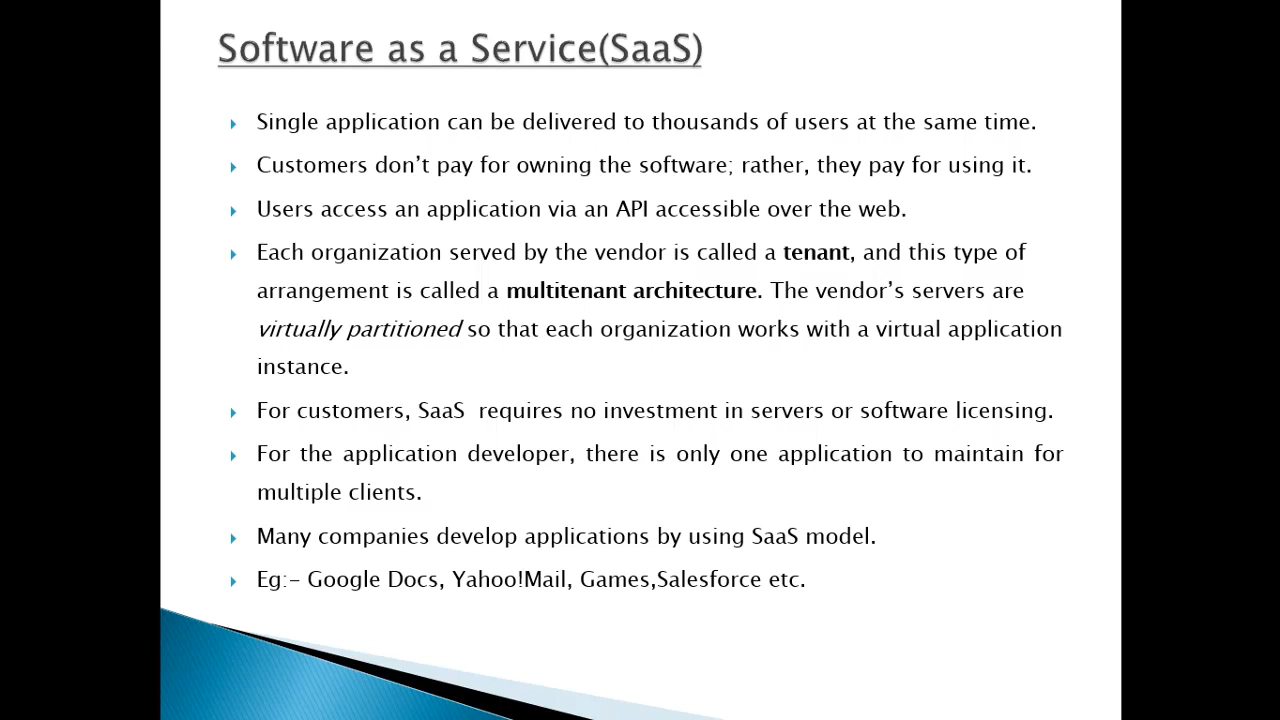 Software as a Service(SaaS)
Single application can be delivered to thousands of users at the same time.
Customers don’t pay for owning the software; rather, they pay for using it.
Users access an application via an API accessible over the web.
Each organization served by the vendor is called a tenant, and this type of
arrangement is called a multitenant architecture. The vendor’s servers are
virtually partitioned so that each organization works with a virtual application
instance.
For customers, SaaS  requires no investment in servers or software licensing.
For the application developer, there is only one application to maintain for
multiple clients.
Many companies develop applications by using SaaS model.
Eg:- Google Docs, Yahoo!Mail, Games,Salesforce etc.